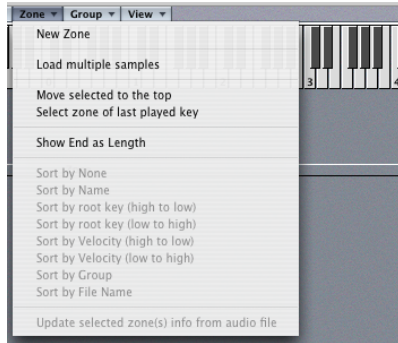 Zone Group View
New Zone
Load multiple samples
3
Move selected to the top
Select zone of last played key
Show End as Length
Sort by None
Sort by Name
Sort by root key (high to low)
Sort by root key (low to high)
Sort by Velocity (high to low)
Sort by Velocity (low to high)
Sort by Group
Sort by File Name
Update selected zone(s) info from audio file